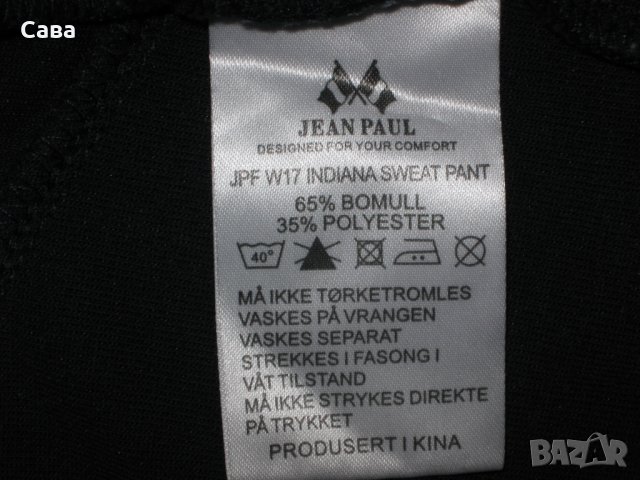 Сава
JEAN PAUL
DESIGNED FOR YOUR COMFORT
JPF W17 INDIANA SWEAT PANT
65% BOMULL
35% POLYESTER
40°
MÅ IKKE TØRKETROMLES
VASKES PÅ VRANGEN
VASKES SEPARAT
STREKKES I FASONG I
VÅT TILSTAND
MÅ IKKE STRYKES DIREKTE
PÅ TRYKKET
PRODUSERT I KINA
BAZAR